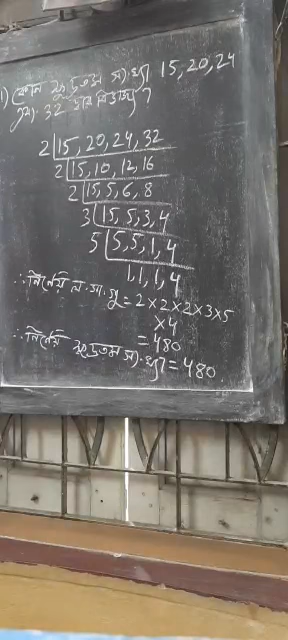 1) কোন ক্ষুদ্রতম সংখ্যা 15, 20, 24
এবং 32 দ্বারা বিভাজ্য?
2 15, 20, 24, 32
2 15, 10, 12, 16
2 15, 5, 6, 8
3 15, 5, 3, 4
5 5, 5, 1, 4
1, 1, 1, 4
∴ নির্ণেয় ল.সা.গু = 2×2×2×3×5
×4
= 480
∴ নির্ণেয় ক্ষুদ্রতম সংখ্যা = 480.